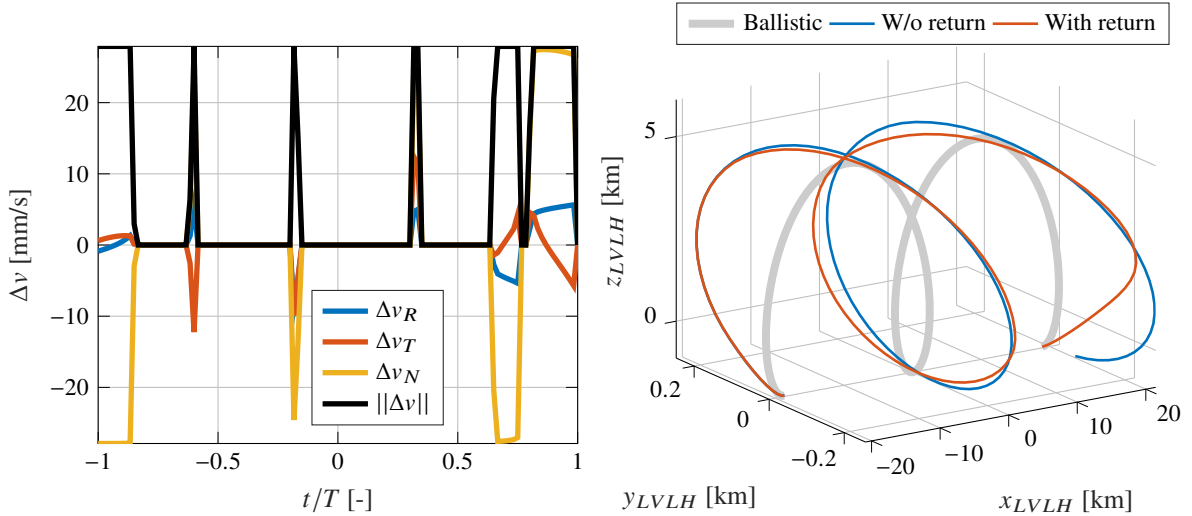 Ballistic W/o return With return
20
10
0
−10
−20
Δv [mm/s]
−1 −0.5 0 0.5 1
t/T [-]
Δv_R
Δv_T
Δv_N
||Δv||
5
0
z_LVLH [km]
0.2
0
−0.2
y_LVLH [km]
−20 −10 0 10 20
x_LVLH [km]